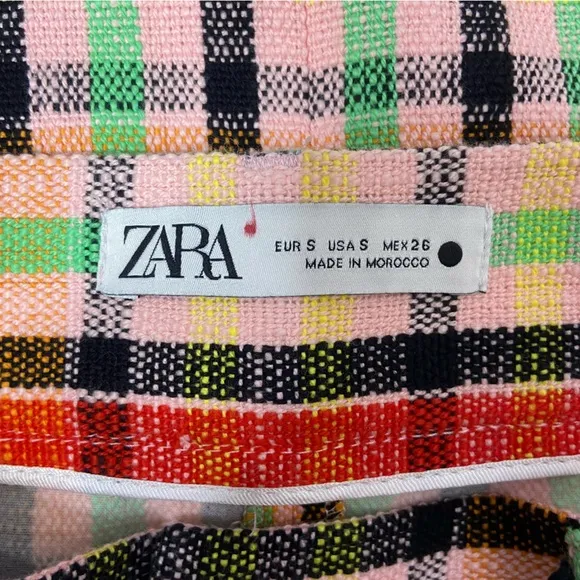 ZARA
EUR S USA S MEX 26
MADE IN MOROCCO